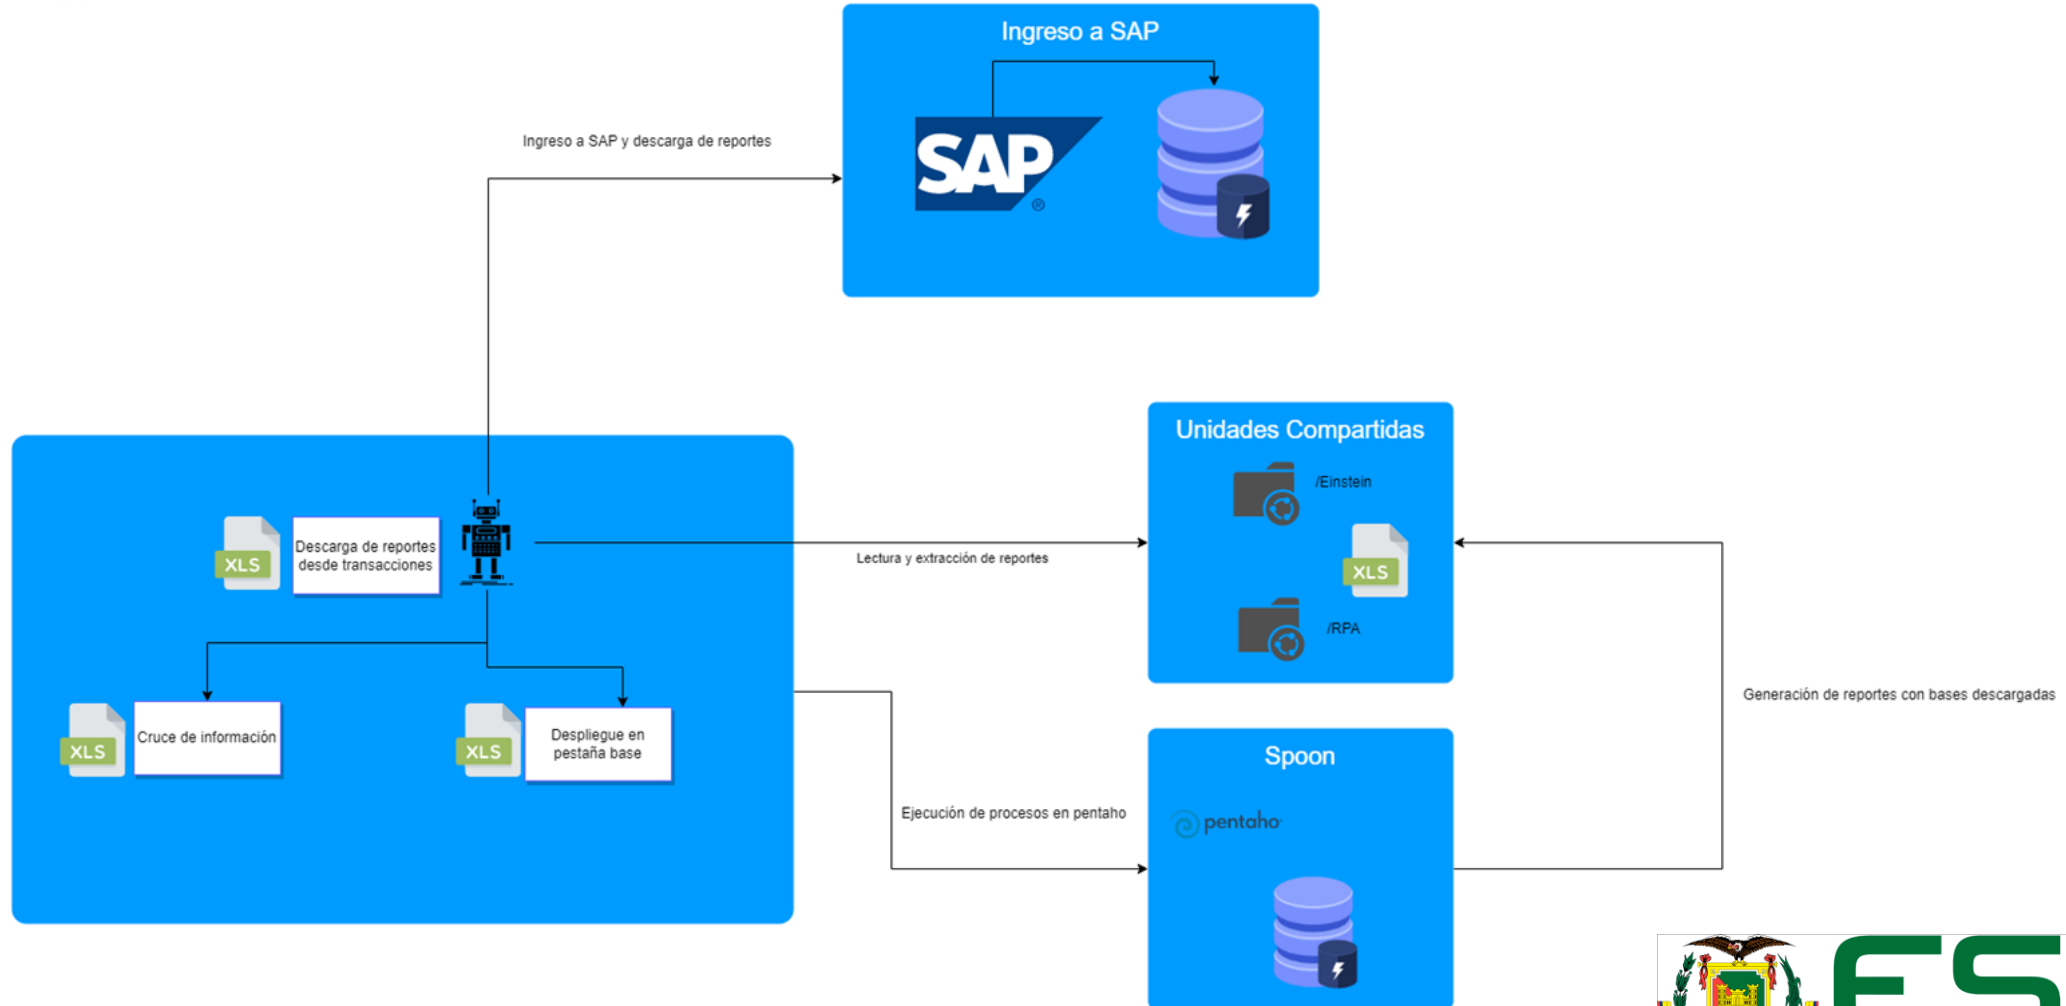 Ingreso a SAP
SAP
®
Ingreso a SAP y descarga de reportes
Unidades Compartidas
/Einstein
XLS
/RPA
XLS
Descarga de reportes
desde transacciones
Lectura y extracción de reportes
XLS
Cruce de información
XLS
Despliegue en
pestaña base
Generación de reportes con bases descargadas
Ejecución de procesos en pentaho
Spoon
pentaho
ES